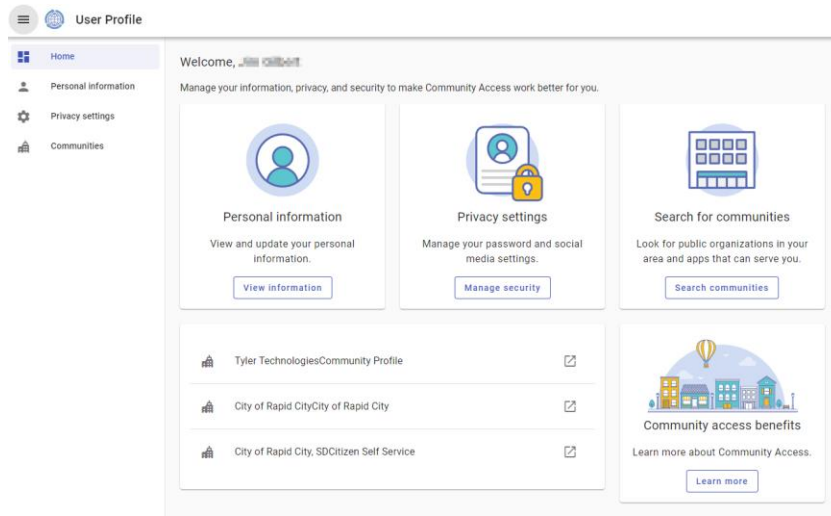 User Profile
Home
Personal information
Privacy settings
Communities
Welcome,
Manage your information, privacy, and security to make Community Access work better for you.
Personal information
View and update your personal
information.
View information
Privacy settings
Manage your password and social
media settings.
Manage security
Search for communities
Look for public organizations in your
area and apps that can serve you.
Search communities
Tyler TechnologiesCommunity Profile
City of Rapid CityCity of Rapid City
City of Rapid City, SDCitizen Self Service
Community access benefits
Learn more about Community Access.
Learn more